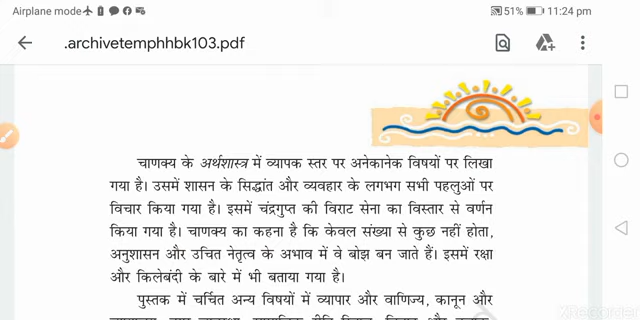 Airplane mode 51% 11:24 pm
.archivetemphhbk103.pdf
चाणक्य के अर्थशास्त्र में व्यापक स्तर पर अनेकानेक विषयों पर लिखा
गया है। उसमें शासन के सिद्धांत और व्यवहार के लगभग सभी पहलुओं पर
विचार किया गया है। इसमें चंद्रगुप्त की विराट सेना का विस्तार से वर्णन
किया गया है। चाणक्य का कहना है कि केवल संख्या से कुछ नहीं होता,
अनुशासन और उचित नेतृत्व के अभाव में वे बोझ बन जाते हैं। इसमें रक्षा
और किलेबंदी के बारे में भी बताया गया है।
पुस्तक में चर्चित अन्य विषयों में व्यापार और वाणिज्य, कानून और